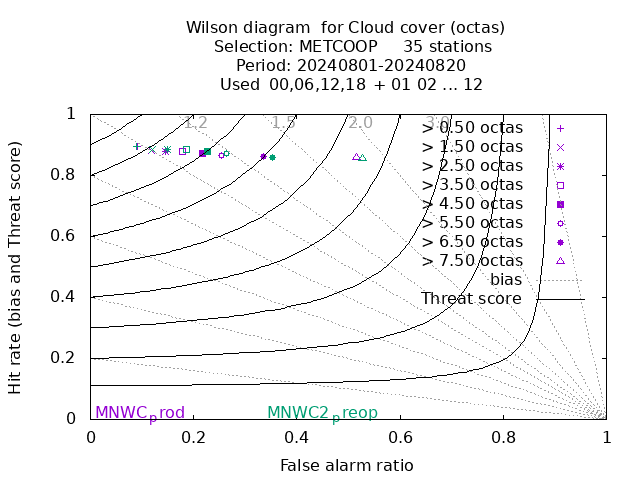 Wilson diagram for Cloud cover (octas)
Selection: METCOOP 35 stations
Period: 20240801-20240820
Used 00,06,12,18 + 01 02 ... 12
Hit rate (bias and Threat score)
1
0.8
0.6
0.4
0.2
0
1.2 1.5 2.0 3.0
> 0.50 octas
> 1.50 octas
> 2.50 octas
> 3.50 octas
> 4.50 octas
> 5.50 octas
> 6.50 octas
> 7.50 octas
bias
Threat score
MNWCprod MNWC2preop
0 0.2 0.4 0.6 0.8 1
False alarm ratio